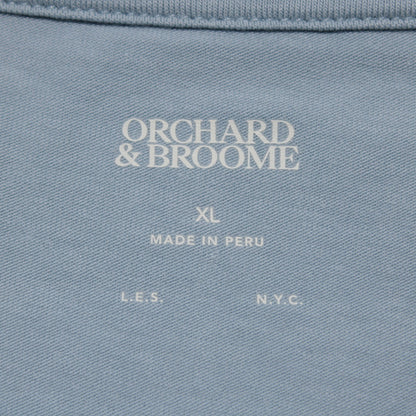 ORCHARD
& BROOME
XL
MADE IN PERU
L.E.S. N.Y.C.